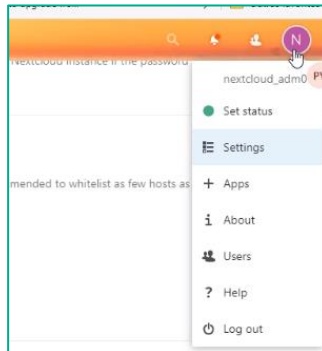 N
Nextcloud instance if the password
nextcloud_adm0
Set status
Settings
mended to whitelist as few hosts as
+ Apps
i About
Users
? Help
Log out